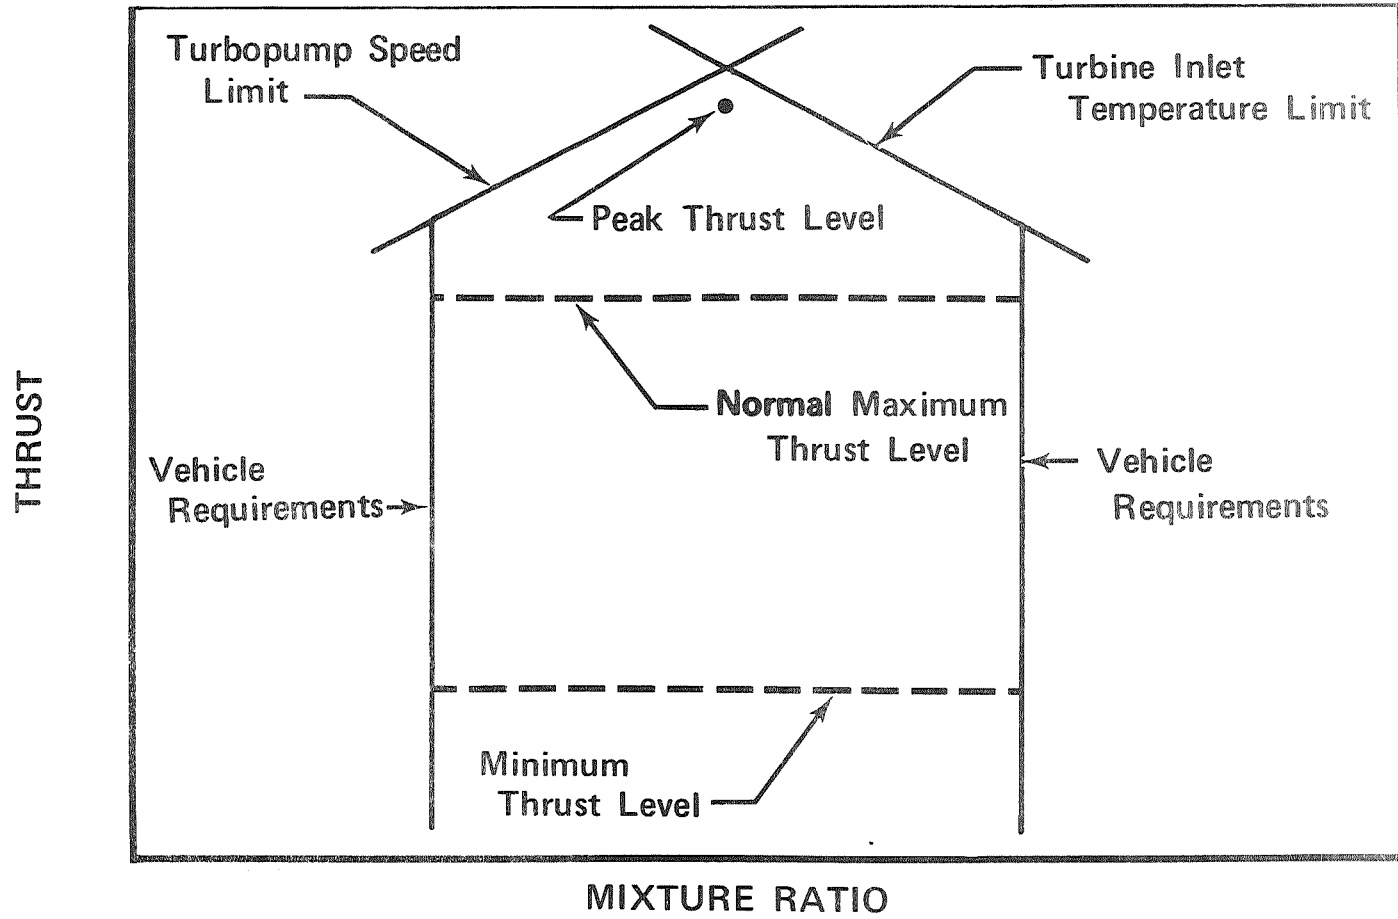 Turbopump Speed
Limit
Turbine Inlet
Temperature Limit
Peak Thrust Level
Normal Maximum
Thrust Level
Vehicle
Requirements
Vehicle
Requirements
Minimum
Thrust Level
THRUST
MIXTURE RATIO